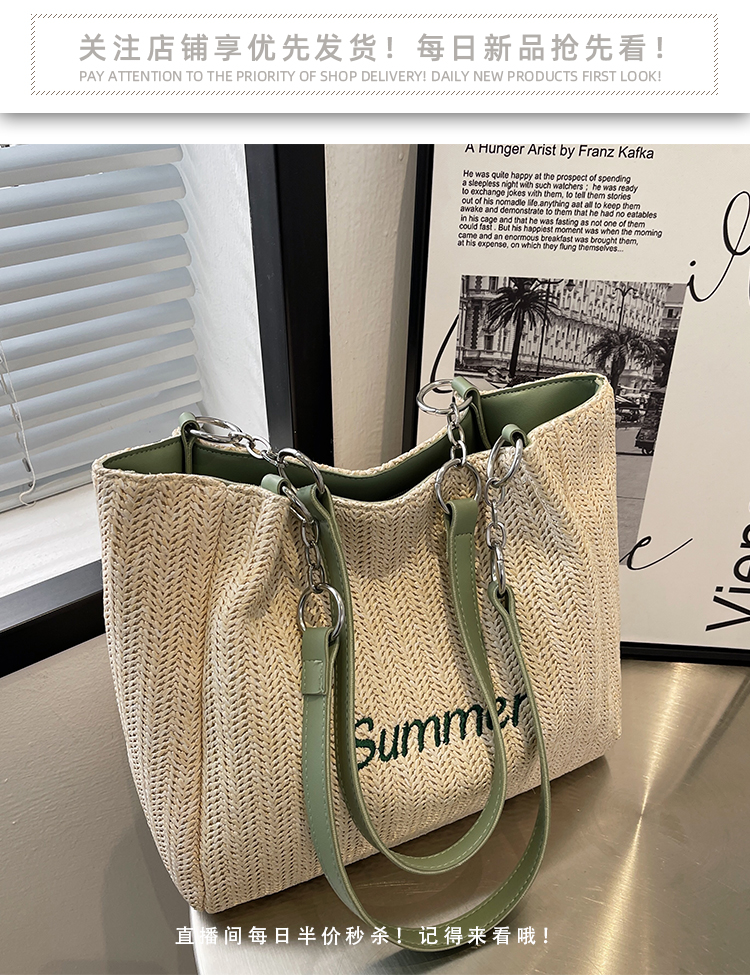 关注店铺享优先发货！每日新品抢先看！
PAY ATTENTION TO THE PRIORITY OF SHOP DELIVERY! DAILY NEW PRODUCTS FIRST LOOK!
A Hunger Arist by Franz Kafka
He was quite happy at the prospect of spending
a sleepless night with such watchers ; he was ready
to exchange jokes with them, to tell them stories
out of his nomadle life.anything aat all to keep them
awake and demonstrate to them that he had no eatables
in his cage and that he was fasting as not one of them
could fast . But his happiest moment was when the morning
came and an enormous breakfast was brought them,
at his expense, on which they flung themselves...
Summer
直播间每日半价秒杀！记得来看哦！